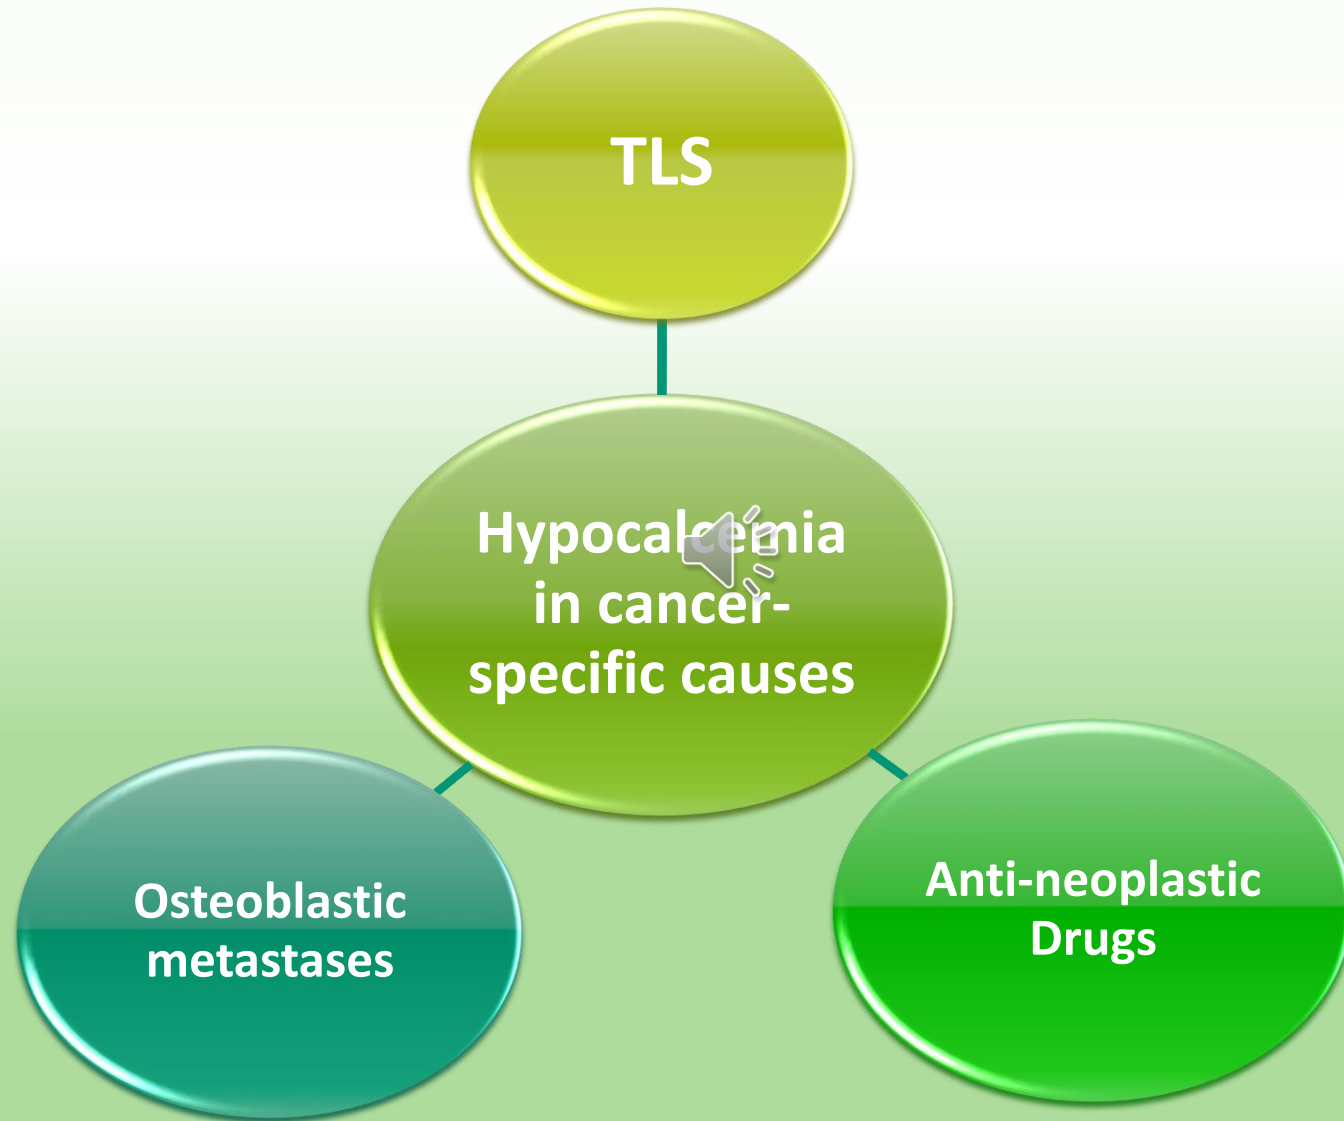 TLS
Hypocalcemia
in cancer-
specific causes
Osteoblastic
metastases
Anti-neoplastic
Drugs